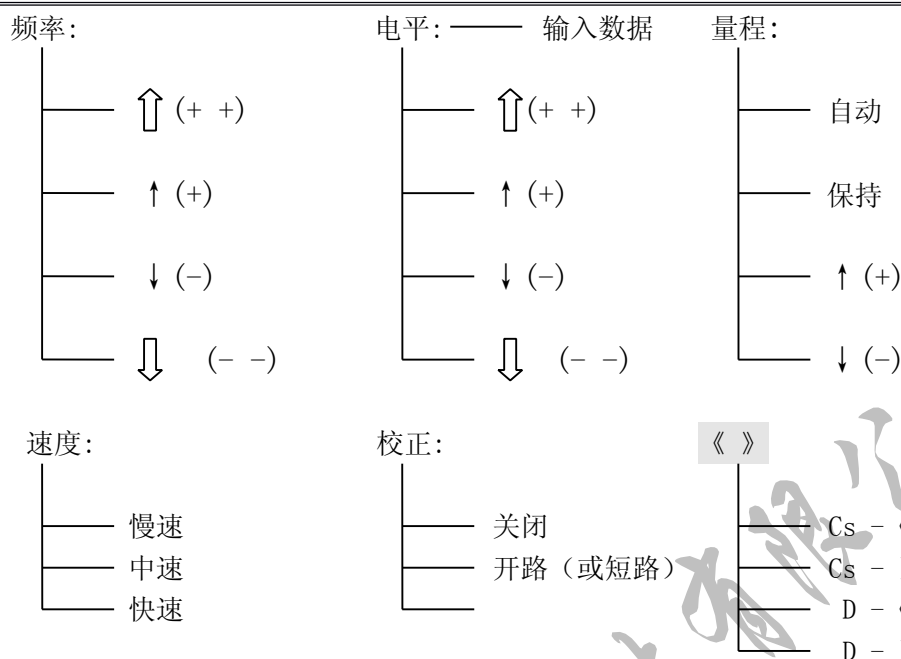 频率: 电平: —— 输入数据 量程:
⇧ (+ +) ⇧ (+ +) 自动
↑ (+) ↑ (+) 保持
↓ (−) ↓ (−) ↑ (+)
⇩ (− −) ⇩ (− −) ↓ (−)
速度: 校正: 《 》
慢速 关闭 Cs −
中速 开路（或短路） Cs −
快速 D −
D −